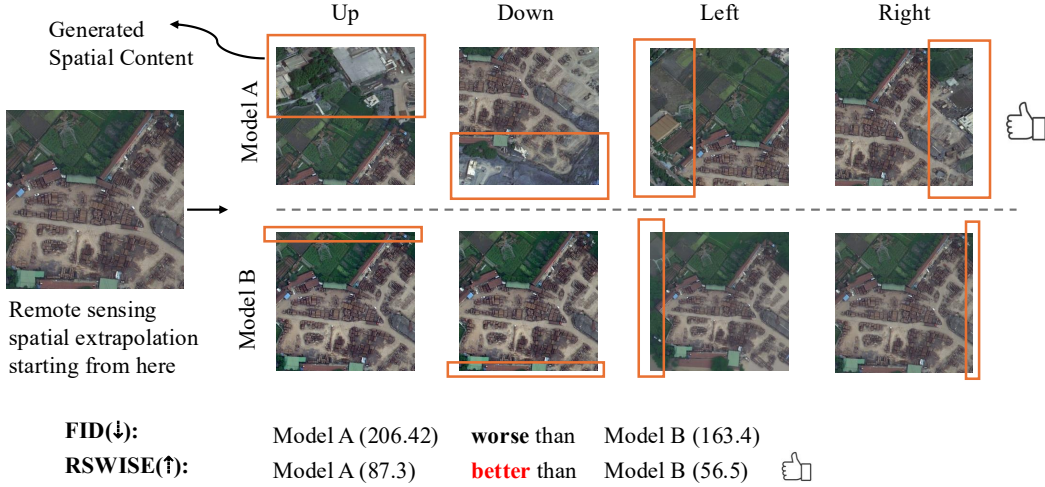 Up Down Left Right
Generated
Spatial Content
Model A
Remote sensing
spatial extrapolation
starting from here
Model B
FID(⇣): Model A (206.42) worse than Model B (163.4)
RSWISE(⇡): Model A (87.3) better than Model B (56.5)